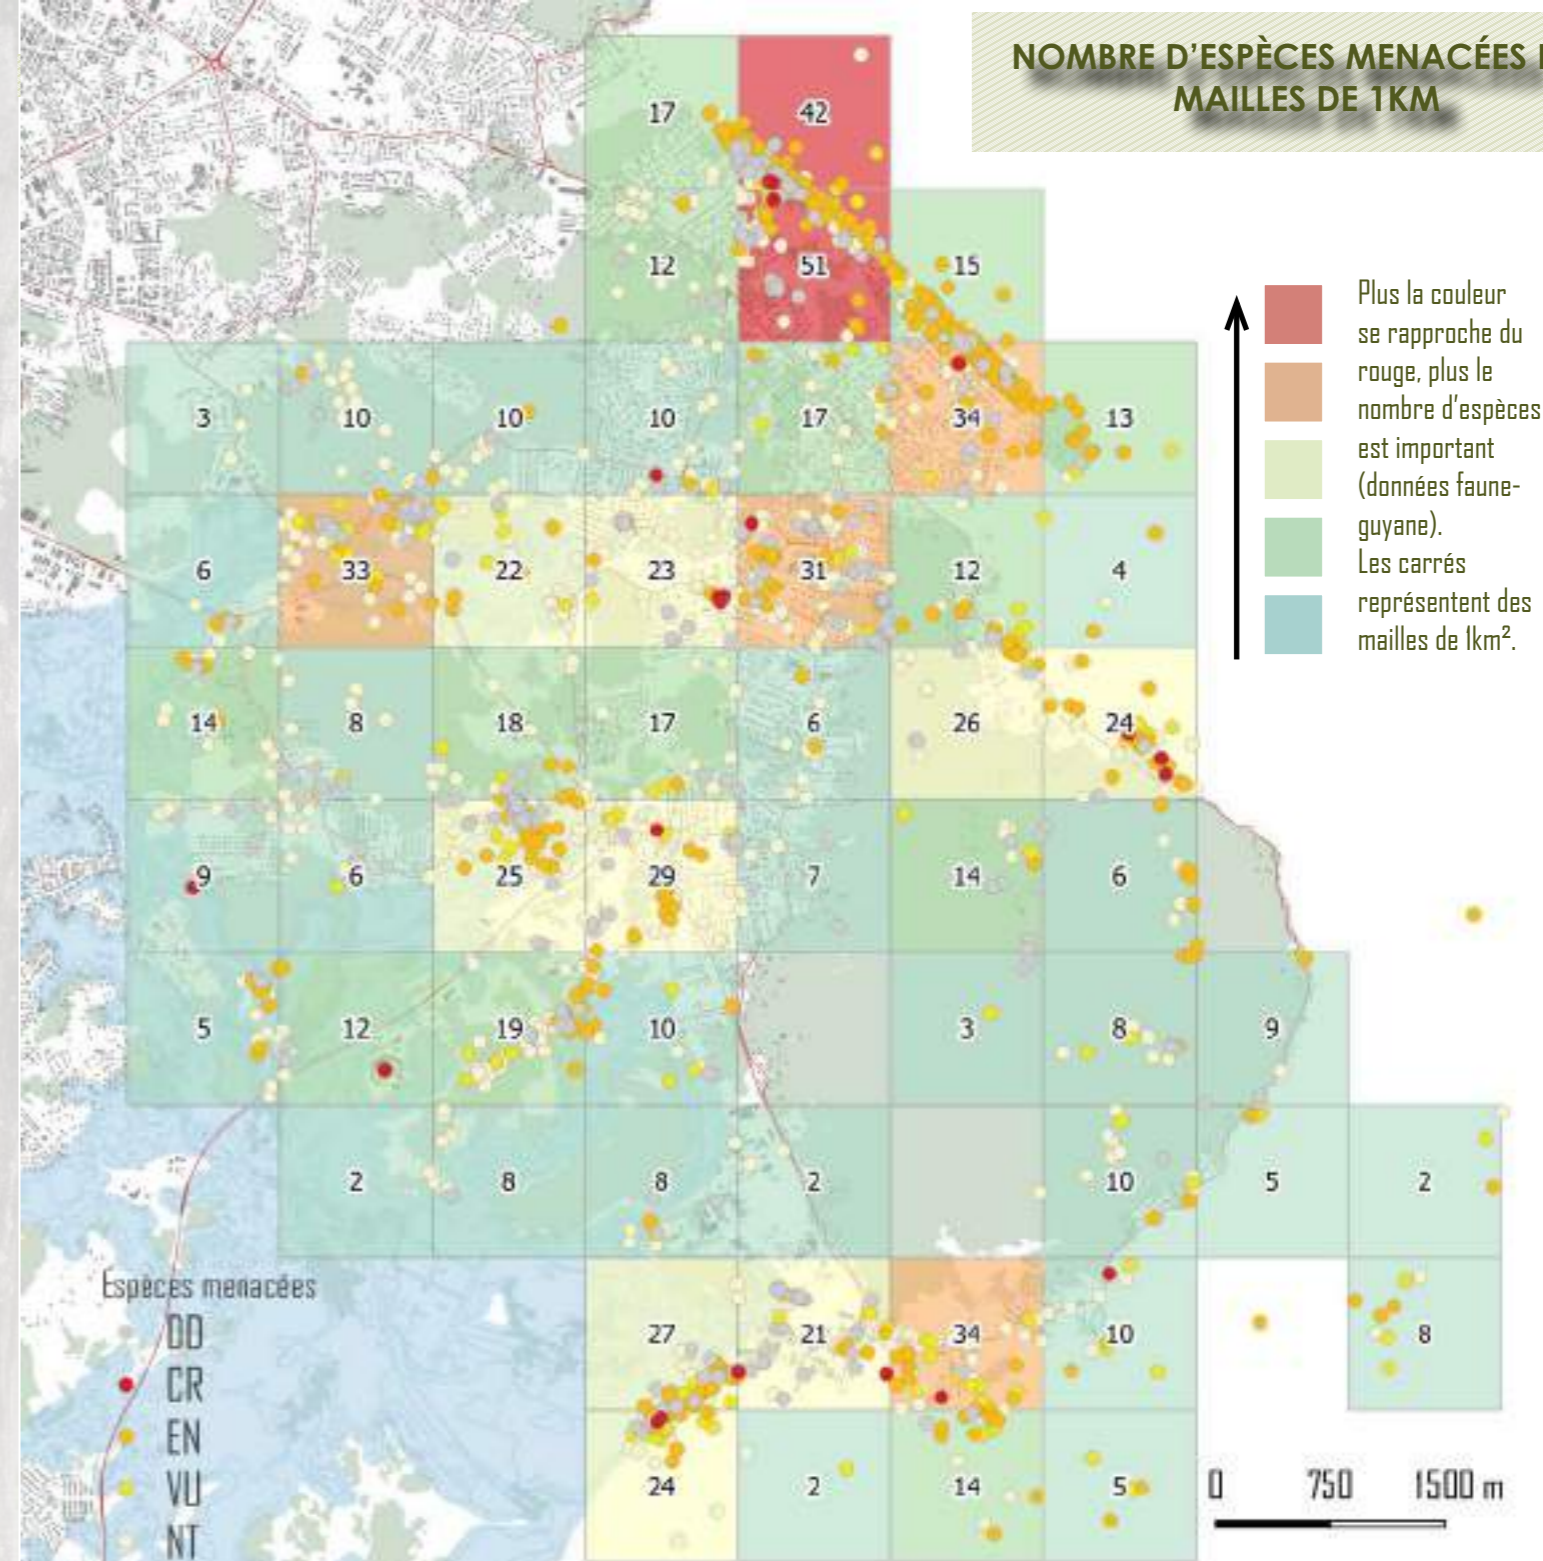 NOMBRE D'ESPÈCES MENACÉES
MAILLES DE 1KM
17 42
12 51 15
3 10 10 10 17 34 13
6 33 22 23 31 12 4
14 8 18 17 6 26 24
9 6 25 29 7 14 6
5 12 19 10 3 8 9
2 8 8 2 10 5 2
27 21 34 10 8
24 2 14 5
Plus la couleur
se rapproche du
rouge, plus le
nombre d'espèces
est important
(données faune-
guyane).
Les carrés
représentent des
mailles de 1km².
Espèces menacées
DD
CR
EN
VU
NT
0 750 1500 m